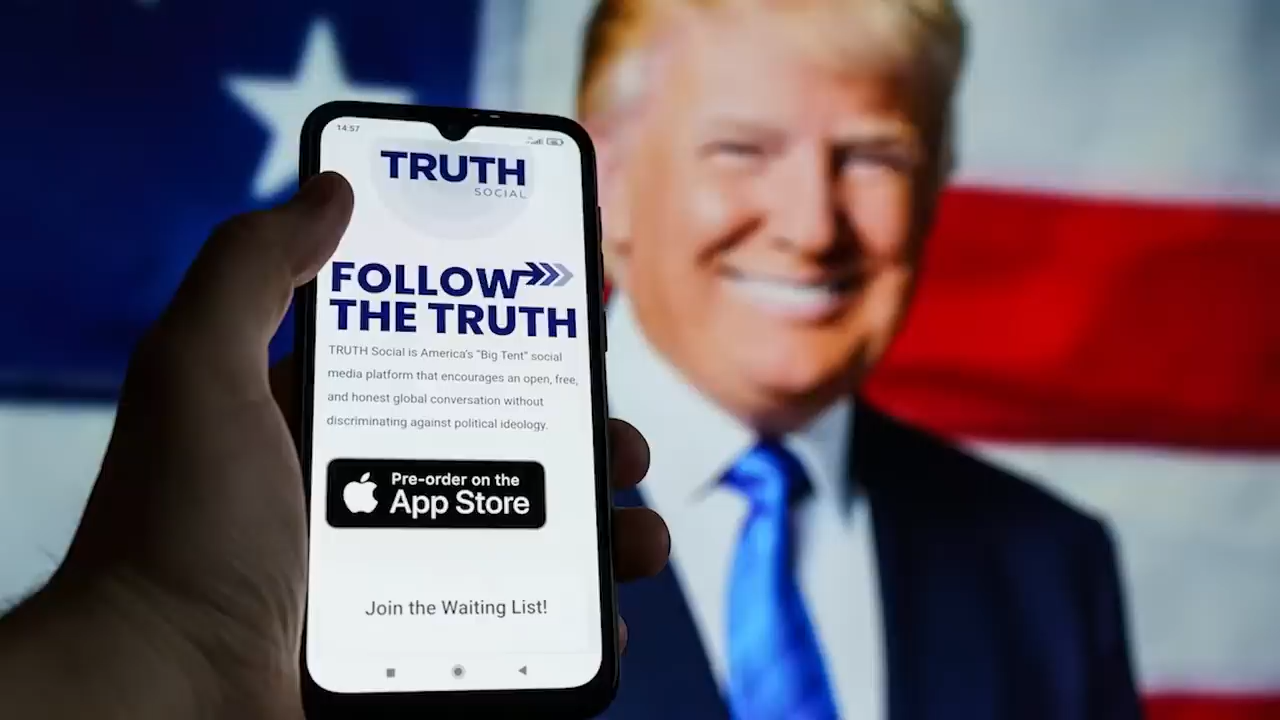 14:57
TRUTH
SOCIAL
FOLLOW
THE TRUTH
TRUTH Social is America's "Big Tent" social
media platform that encourages an open, free,
and honest global conversation without
discriminating against political ideology.
Pre-order on the
App Store
Join the Waiting List!